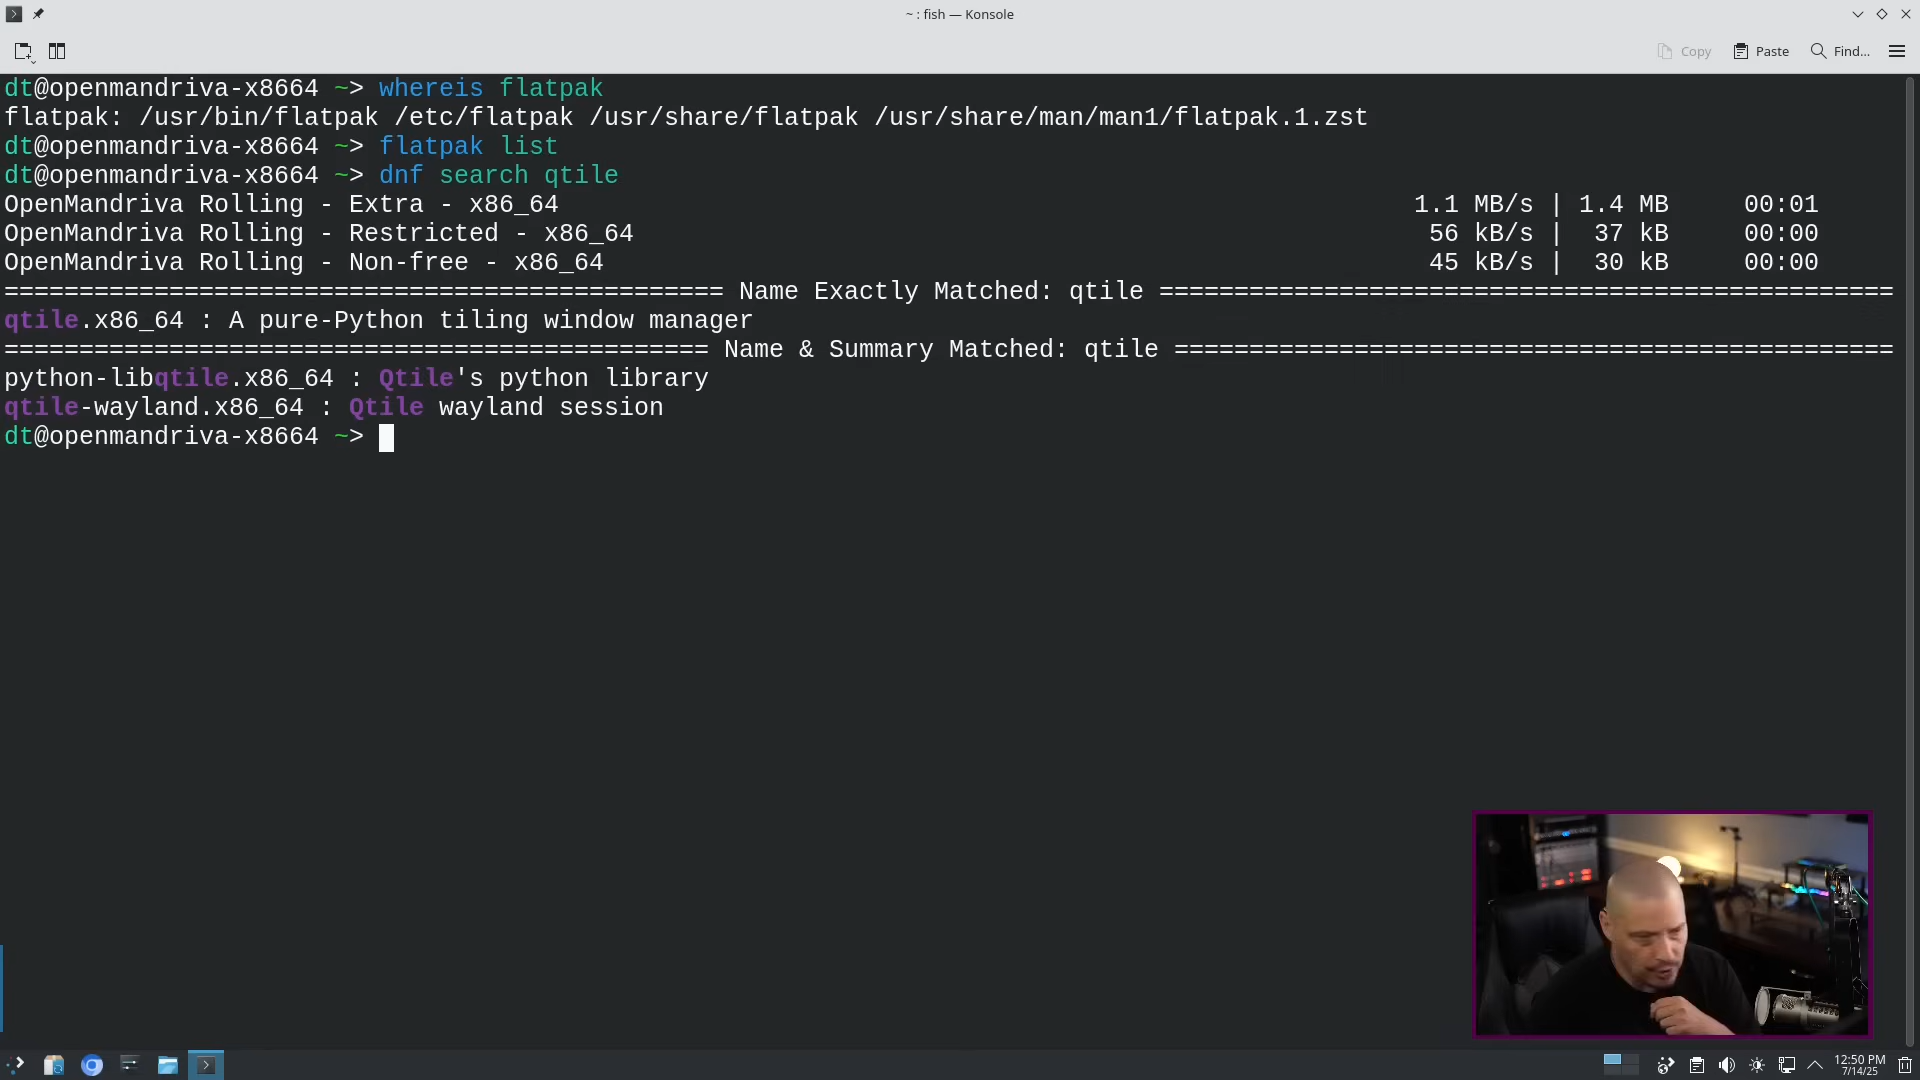 ~ : fish — Konsole
Copy Paste Find...
dt@openmandriva-x8664 ~> whereis flatpak
flatpak: /usr/bin/flatpak /etc/flatpak /usr/share/flatpak /usr/share/man/man1/flatpak.1.zst
dt@openmandriva-x8664 ~> flatpak list
dt@openmandriva-x8664 ~> dnf search qtile
OpenMandriva Rolling - Extra - x86_64 1.1 MB/s | 1.4 MB 00:01
OpenMandriva Rolling - Restricted - x86_64 56 kB/s | 37 kB 00:00
OpenMandriva Rolling - Non-free - x86_64 45 kB/s | 30 kB 00:00
================================================ Name Exactly Matched: qtile =================================================
qtile.x86_64 : A pure-Python tiling window manager
=============================================== Name & Summary Matched: qtile ================================================
python-libqtile.x86_64 : Qtile's python library
qtile-wayland.x86_64 : Qtile wayland session
dt@openmandriva-x8664 ~>
12:50 PM
7/14/25